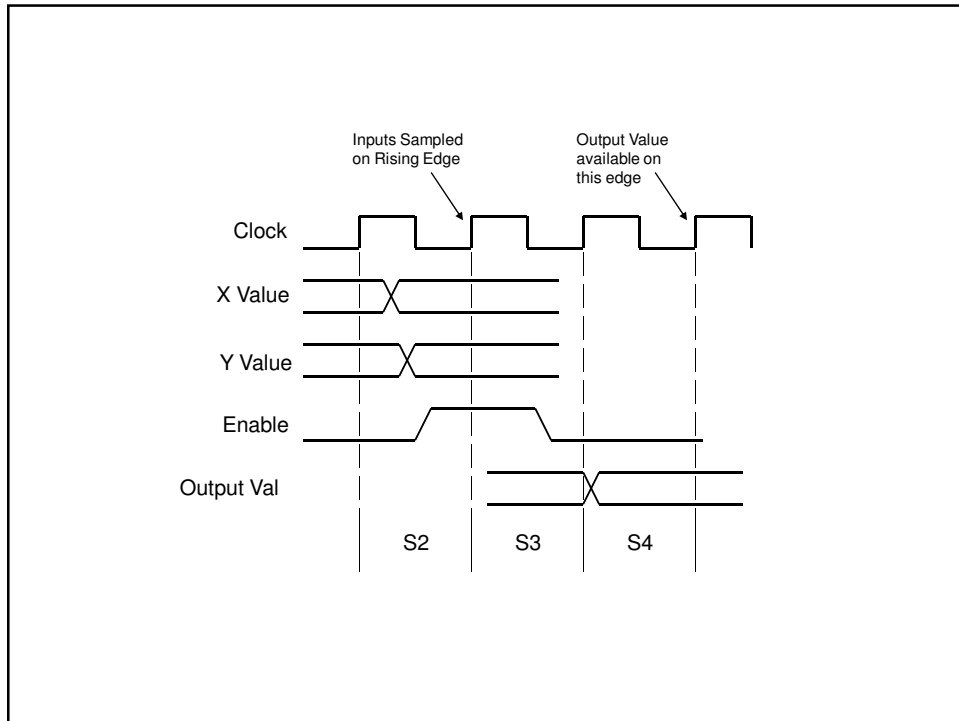 Inputs Sampled
on Rising Edge
Output Value
available on
this edge
Clock
X Value
Y Value
Enable
Output Val
S2
S3
S4